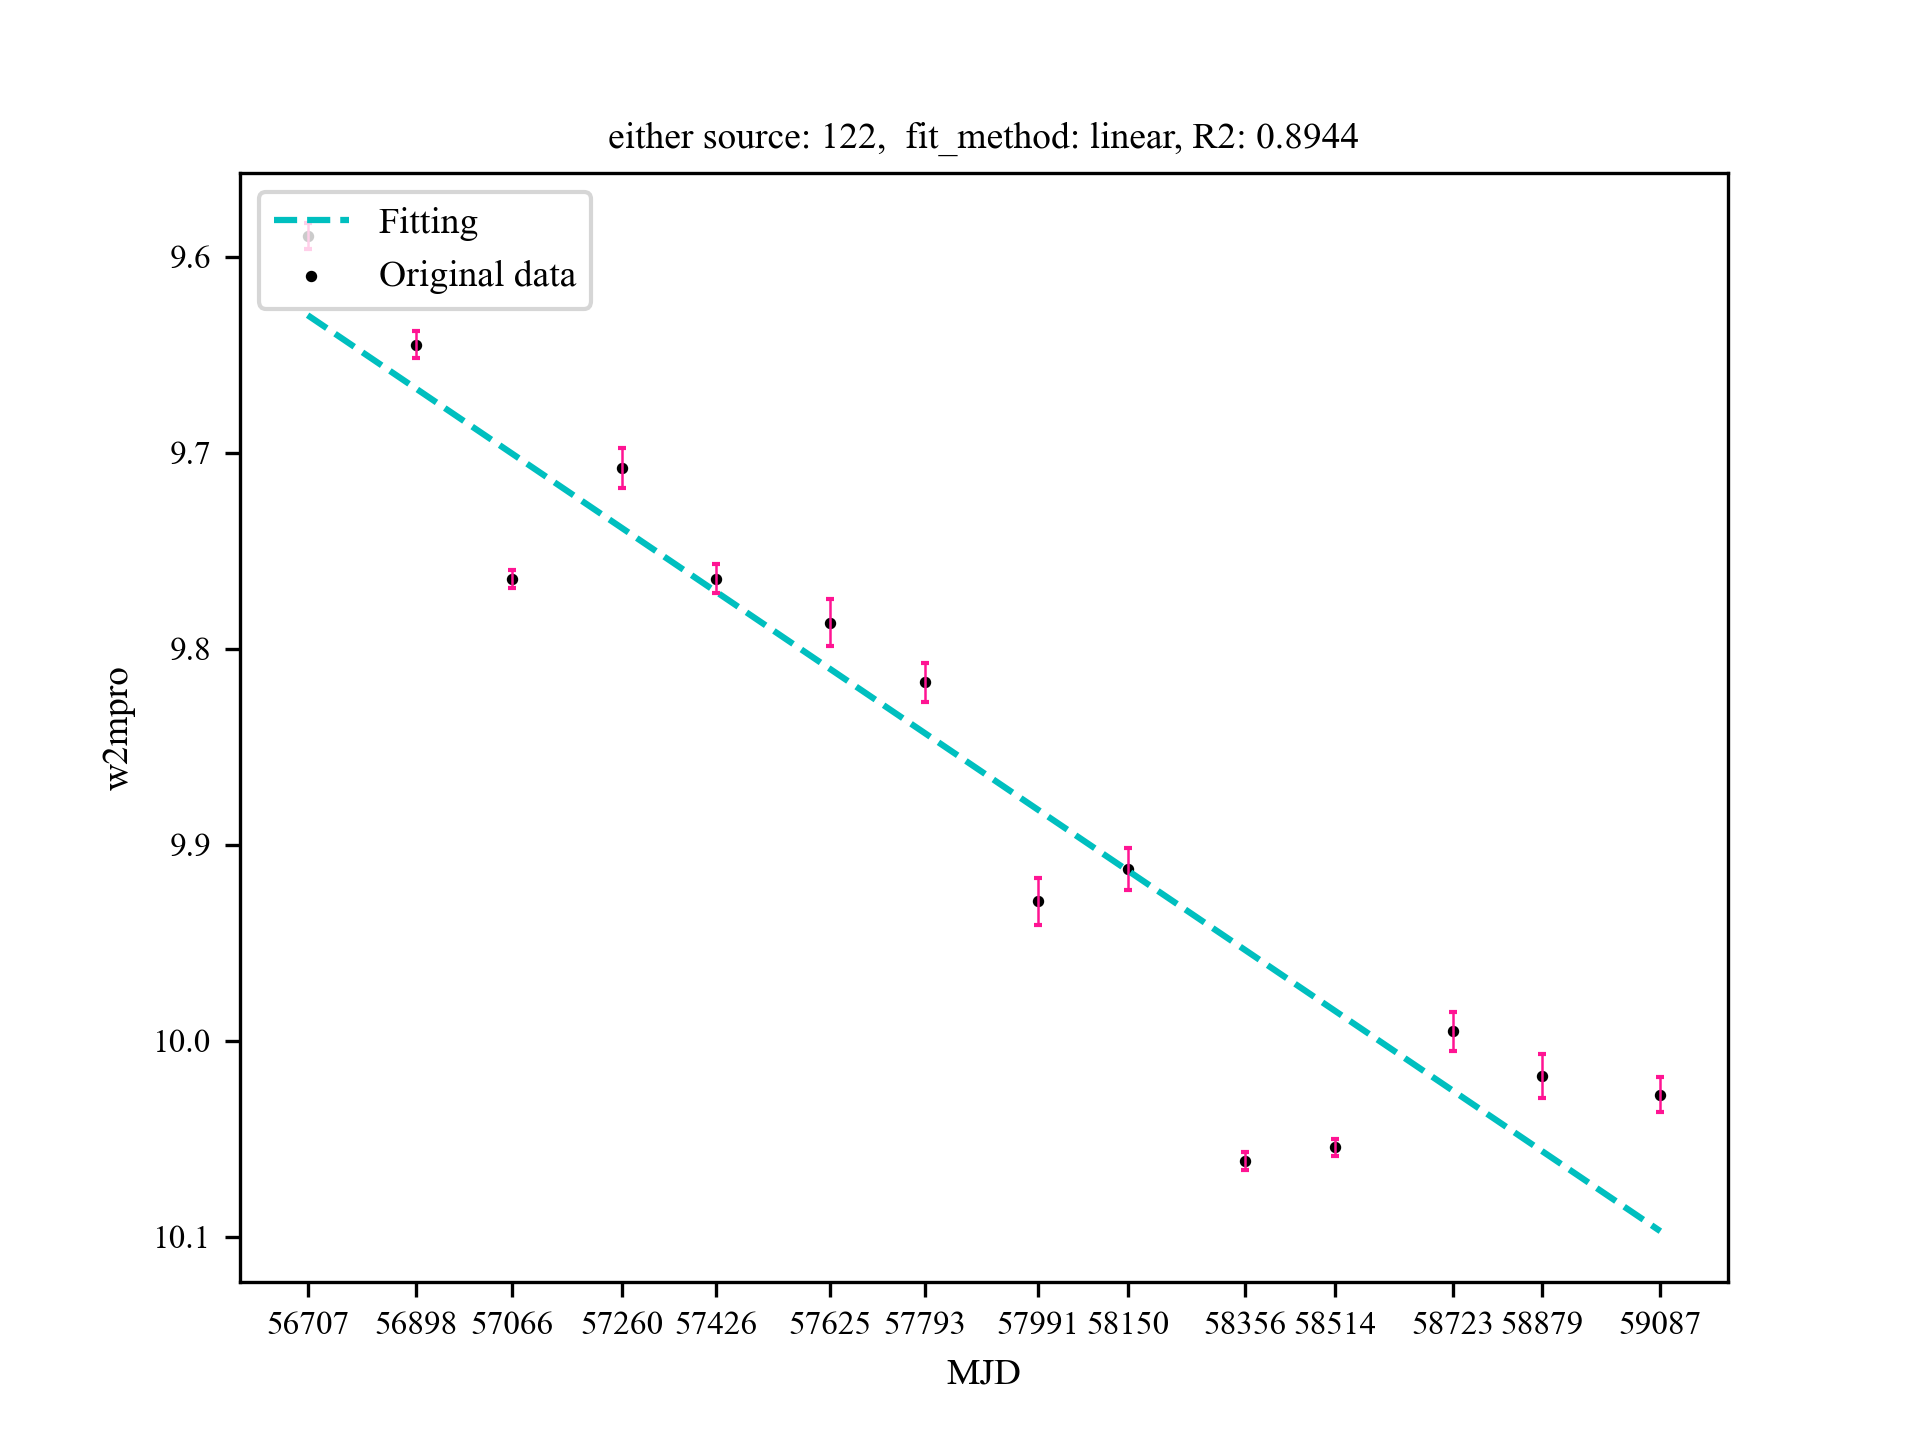 either source: 122,  fit_method: linear, R2: 0.8944
Fitting
Original data
9.6
9.7
9.8
9.9
10.0
10.1
w2mpro
56707 56898 57066 57260 57426 57625 57793 57991 58150 58356 58514 58723 58879 59087
MJD